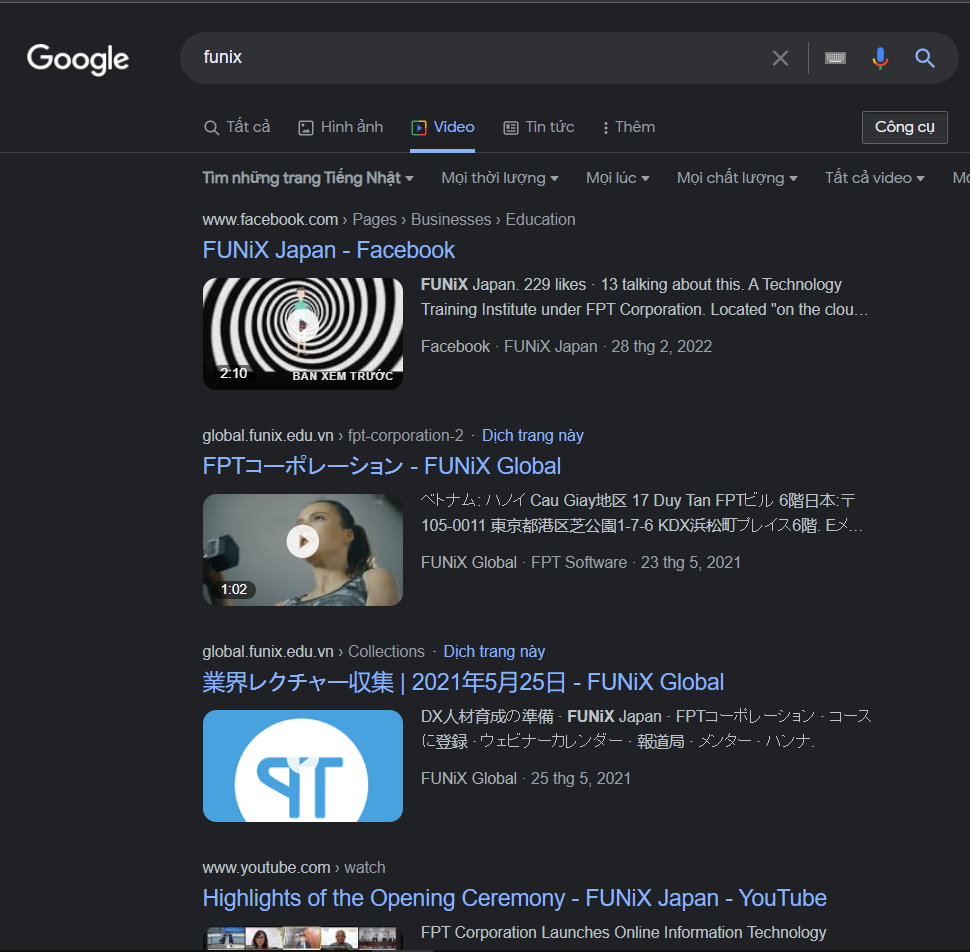 Google
funix
Tất cả
Hình ảnh
Video
Tin tức
Thêm
Công cụ
Tìm những trang Tiếng Nhật
Mọi thời lượng
Mọi lúc
Mọi chất lượng
Tất cả video
www.facebook.com › Pages › Businesses › Education
FUNiX Japan - Facebook
2:10
BẢN XEM TRƯỚC
FUNiX Japan. 229 likes · 13 talking about this. A Technology
Training Institute under FPT Corporation. Located "on the clou…
Facebook · FUNiX Japan · 28 thg 2, 2022
global.funix.edu.vn › fpt-corporation-2 · Dịch trang này
FPTコーポレーション - FUNiX Global
1:02
ベトナム: ハノイ Cau Giay地区 17 Duy Tan FPTビル 6階日本:〒
105-0011 東京都港区芝公園1-7-6 KDX浜松町プレイス6階. Eメ…
FUNiX Global · FPT Software · 23 thg 5, 2021
global.funix.edu.vn › Collections · Dịch trang này
業界レクチャー収集 | 2021年5月25日 - FUNiX Global
DX人材育成の準備 · FUNiX Japan · FPTコーポレーション · コース
に登録 · ウェビナーカレンダー · 報道局 · メンター · ハンナ.
FUNiX Global · 25 thg 5, 2021
www.youtube.com › watch
Highlights of the Opening Ceremony - FUNiX Japan - YouTube
FPT Corporation Launches Online Information Technology